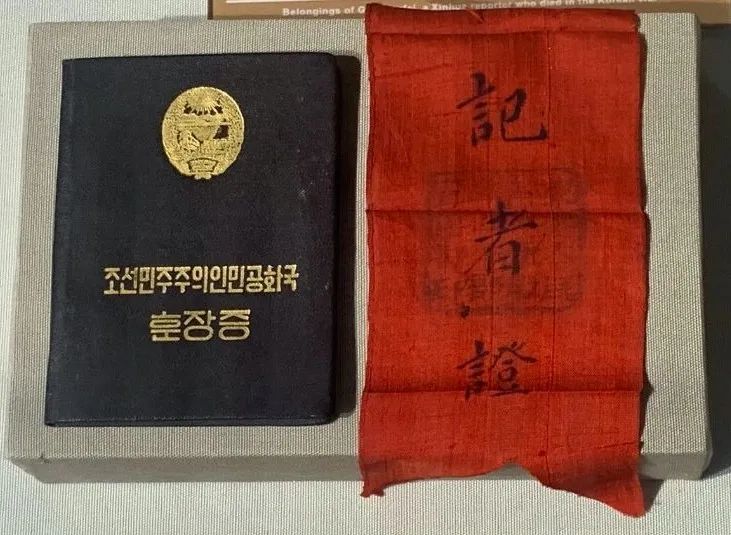 Belongings of a Xinhua reporter who died in the Korean
조선민주주의인민공화국
훈장증
記者證